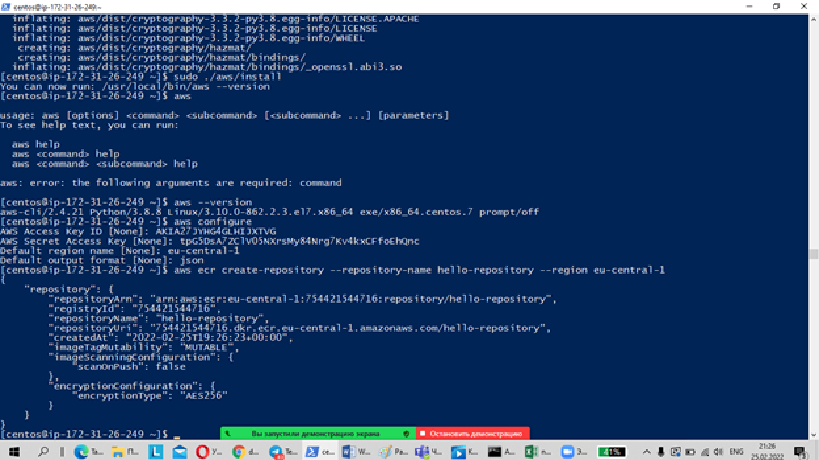 inflating: aws/dist/cryptography-3.3.2-py3.8.egg-info/LICENSE.APACHE
inflating: aws/dist/cryptography-3.3.2-py3.8.egg-info/LICENSE
inflating: aws/dist/cryptography-3.3.2-py3.8.egg-info/WHEEL
creating: aws/dist/cryptography/hazmat/
creating: aws/dist/cryptography/hazmat/bindings/
inflating: aws/dist/cryptography/hazmat/bindings/_openssl.abi3.so
[centos@ip-172-31-26-249 ~]$ sudo ./aws/install
You can now run: /usr/local/bin/aws --version
[centos@ip-172-31-26-249 ~]$ aws
usage: aws [options] <command> <subcommand> [<subcommand> ...] [parameters]
To see help text, you can run:
aws help
aws <command> help
aws <command> <subcommand> help
aws: error: the following arguments are required: command
[centos@ip-172-31-26-249 ~]$ aws --version
aws-cli/2.4.21 Python/3.8.8 Linux/3.10.0-862.2.3.el7.x86_64 exe/x86_64.centos.7 prompt/off
[centos@ip-172-31-26-249 ~]$ aws configure
AWS Access Key ID [None]:
AWS Secret Access Key [None]:
Default region name [None]: eu-central-1
Default output format [None]: json
[centos@ip-172-31-26-249 ~]$ aws ecr create-repository --repository-name hello-repository --region eu-central-1
{
"repository": {
"repositoryArn": "arn:aws:ecr:eu-central-1:754421544716:repository/hello-repository",
"registryId": "754421544716",
"repositoryName": "hello-repository",
"repositoryUri": "754421544716.dkr.ecr.eu-central-1.amazonaws.com/hello-repository",
"createdAt": "2022-02-25T19:26:23+00:00",
"imageTagMutability": "MUTABLE",
"imageScanningConfiguration": {
"scanOnPush": false
},
"encryptionConfiguration": {
"encryptionType": "AES256"
}
}
}
[centos@ip-172-31-26-249 ~]$ _
Вы запустили демонстрацию экрана
Остановить демонстрацию
41%
21:26
25.02.2022